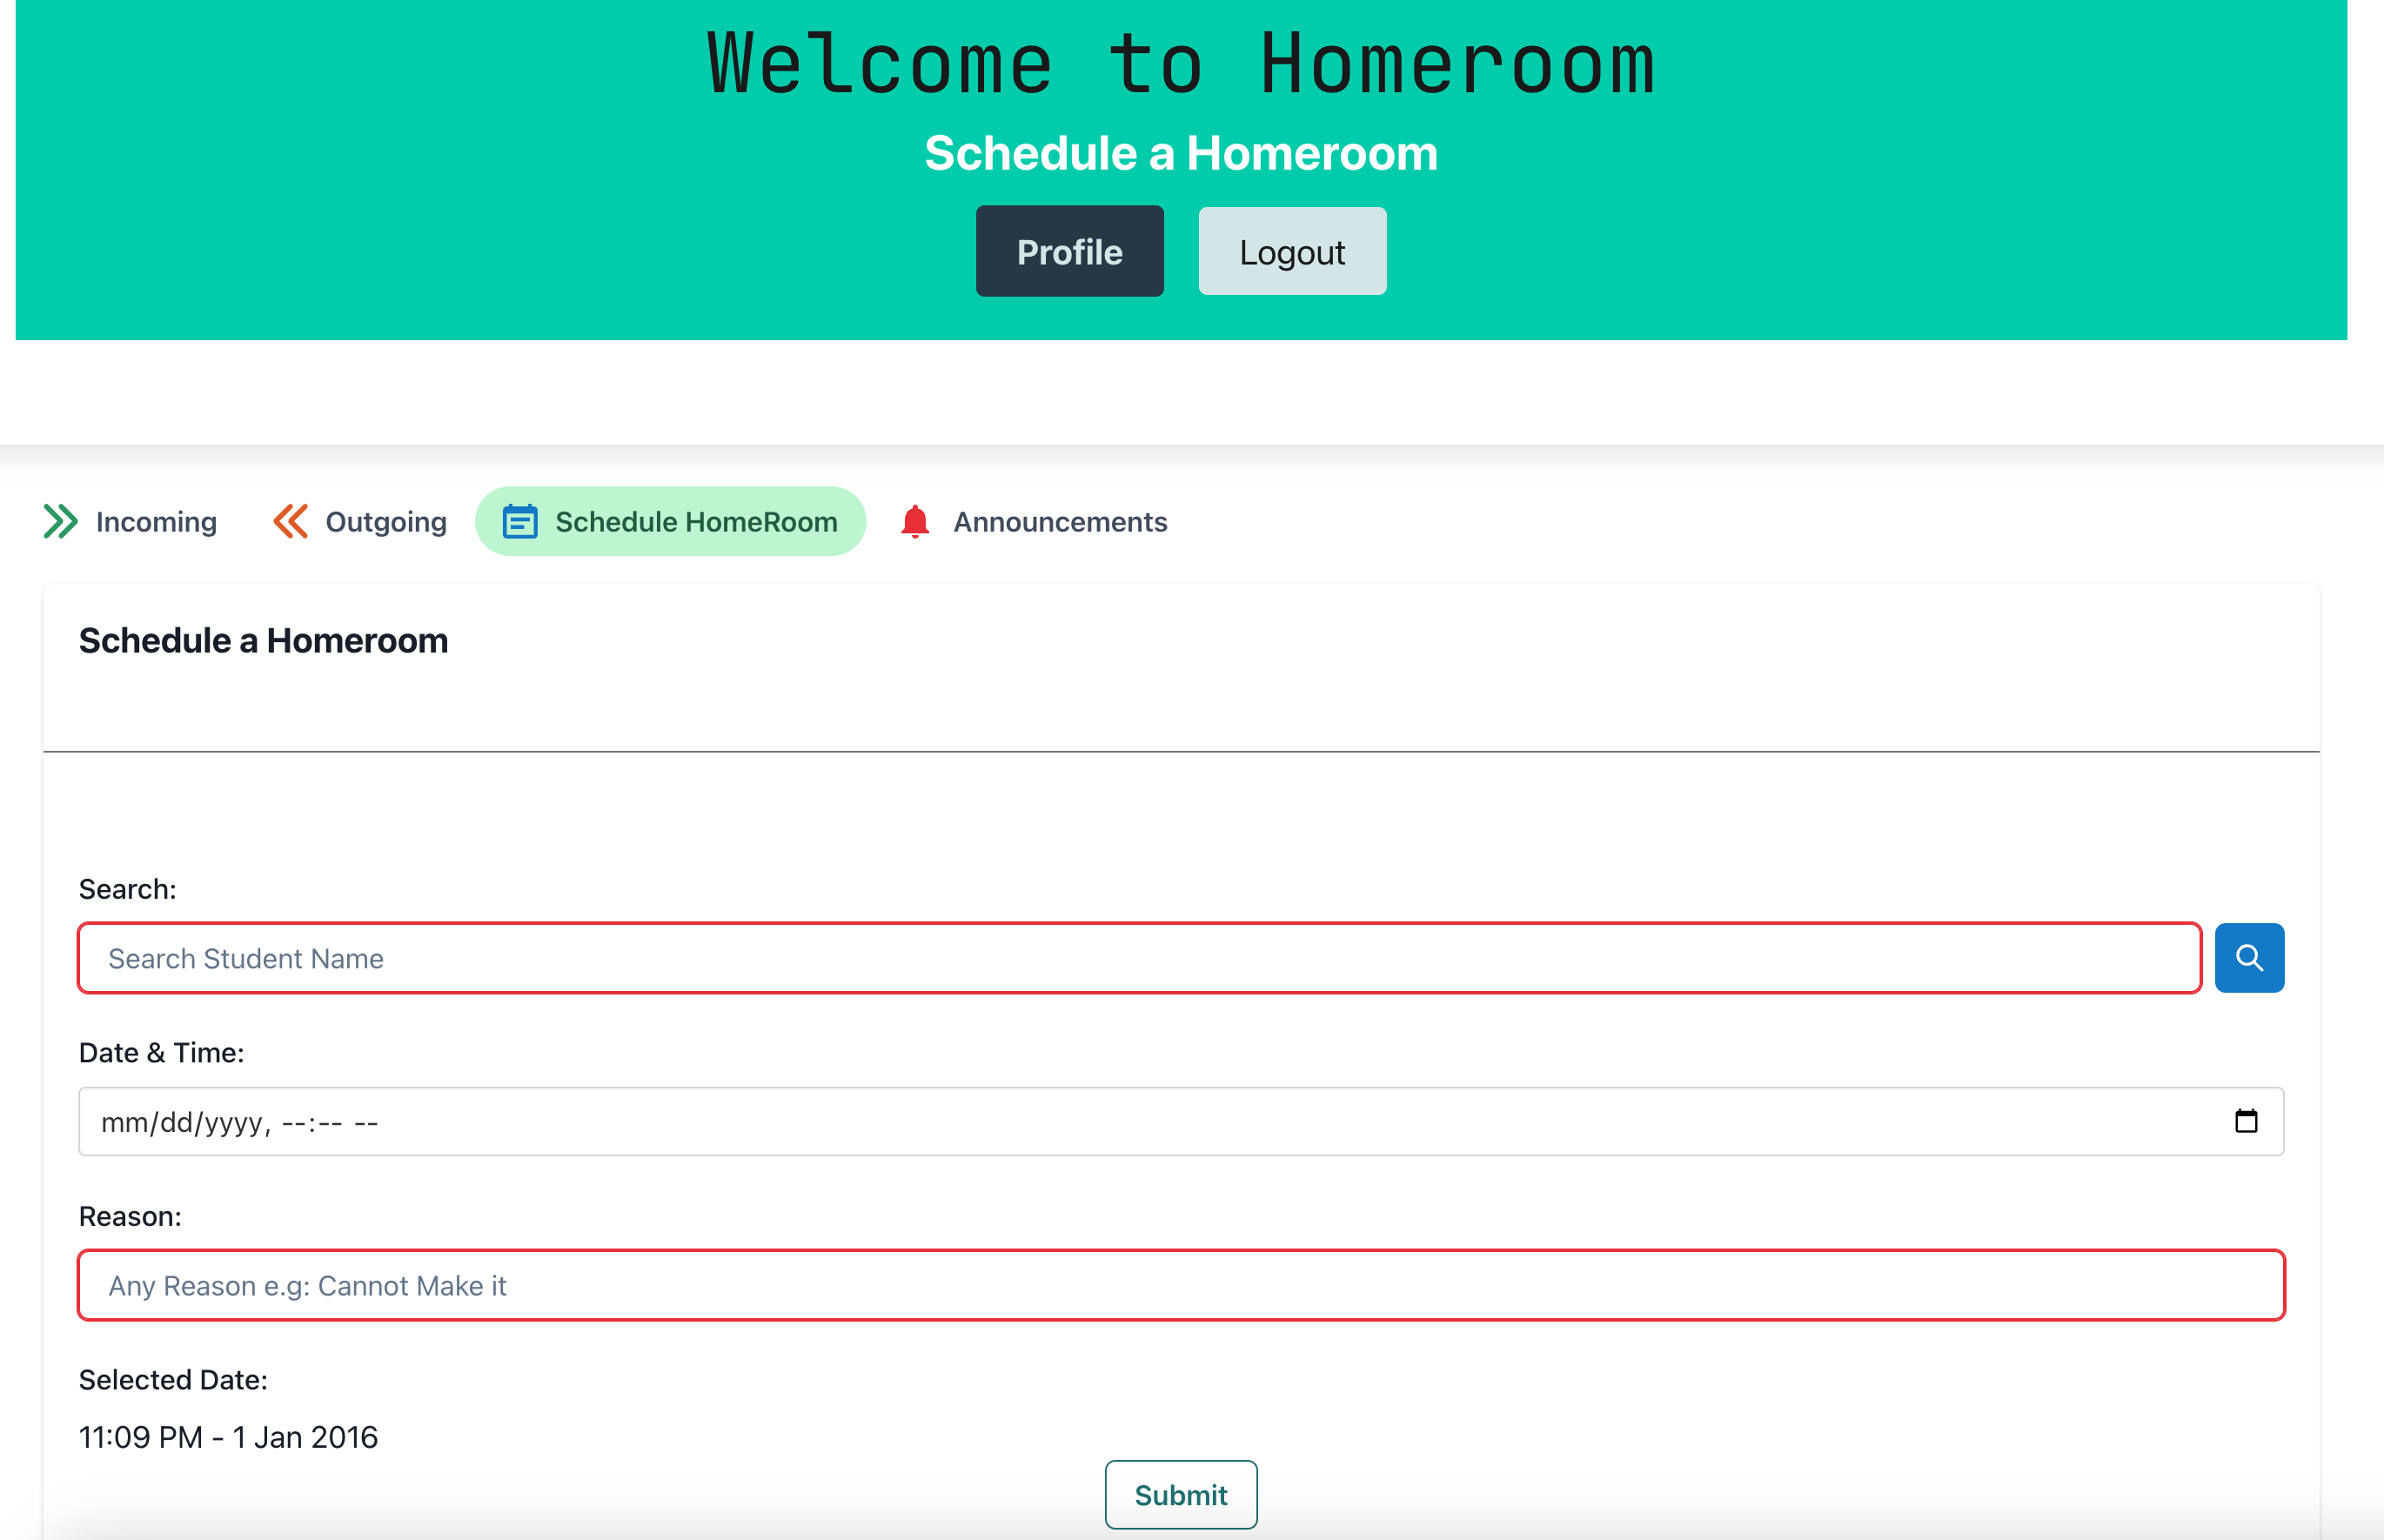 Welcome to Homeroom
Schedule a Homeroom
Profile Logout
Incoming Outgoing Schedule HomeRoom Announcements
Schedule a Homeroom
Search:
Search Student Name
Date & Time:
mm/dd/yyyy, --:-- --
Reason:
Any Reason e.g: Cannot Make it
Selected Date:
11:09 PM - 1 Jan 2016
Submit